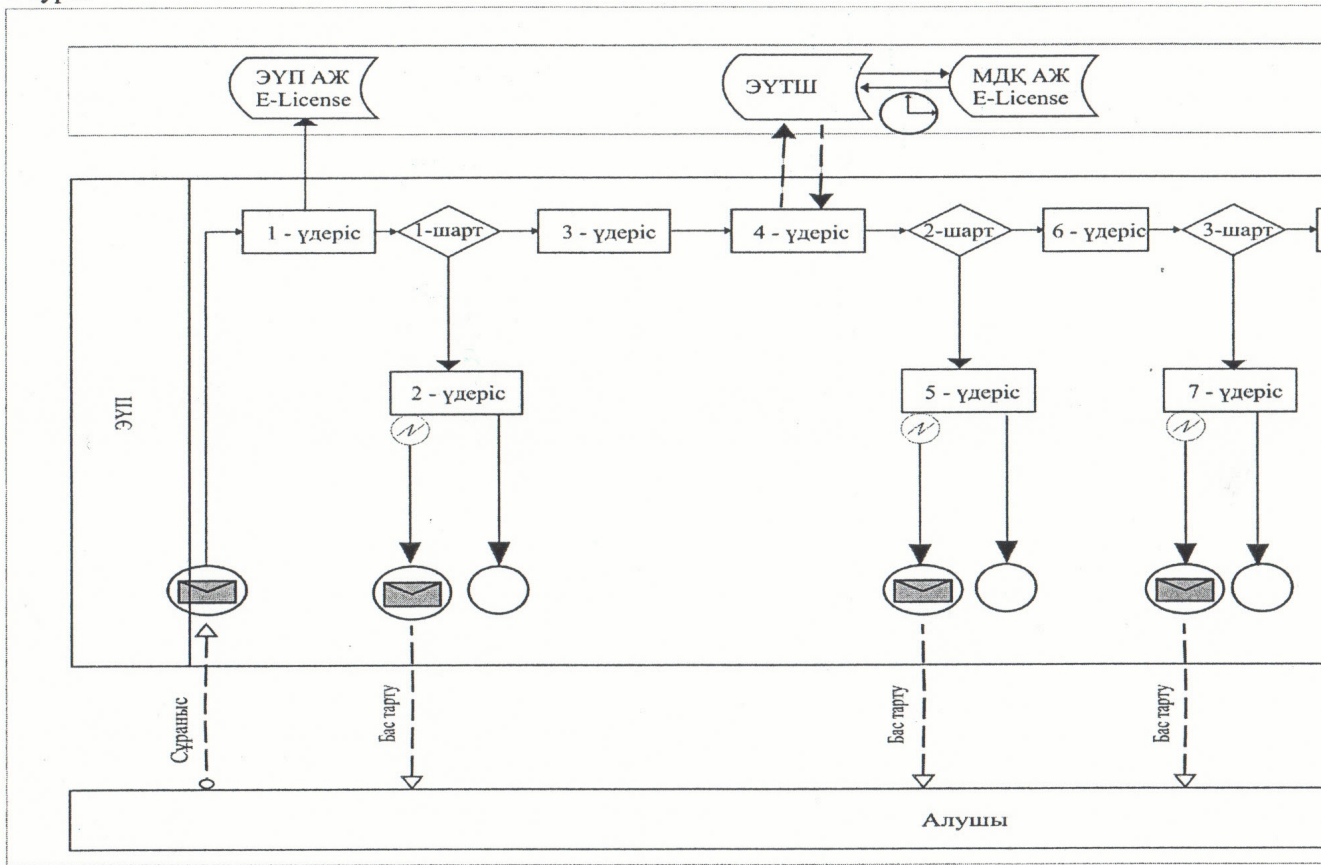 ЭҮП АЖ
E-License
ЭҮТШ
МДҚ АЖ
E-License
1 - үдеріс
1-шарт
3 - үдеріс
4 - үдеріс
2-шарт
6 - үдеріс
3-шарт
2 - үдеріс
5 - үдеріс
7 - үдеріс
ЭҮП
Сұраныс
Бас тарту
Бас тарту
Бас тарту
Алушы